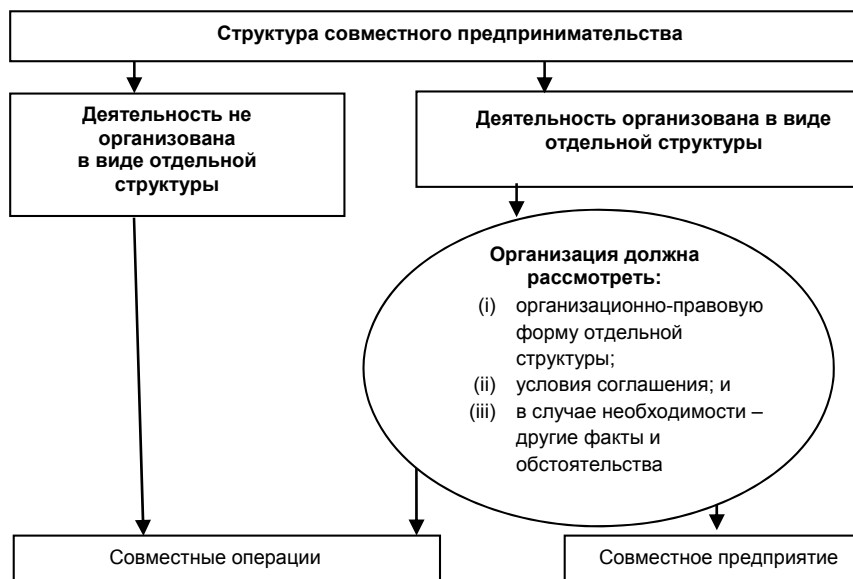 Структура совместного предпринимательства
Деятельность не
организована
в виде отдельной
структуры
Деятельность организована в виде
отдельной структуры
Организация должна
рассмотреть:
(i) организационно-правовую
форму отдельной
структуры;
(ii) условия соглашения; и
(iii) в случае необходимости –
другие факты и
обстоятельства
Совместные операции
Совместное предприятие